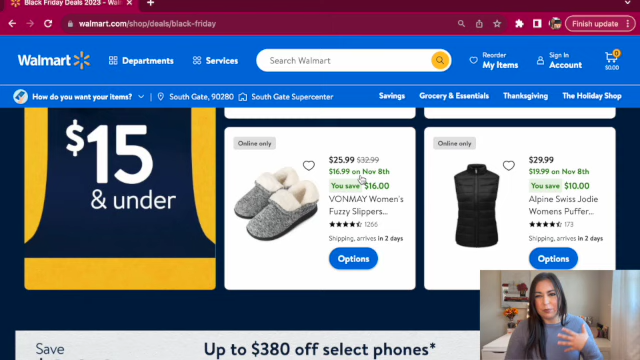 Black Friday Deals 2023 - Wal
walmart.com/shop/deals/black-friday
Finish update
Walmart
Departments
Services
Search Walmart
Reorder
My Items
Sign In
Account
0
$0.00
How do you want your items?
South Gate, 90280
South Gate Supercenter
Savings
Grocery & Essentials
Thanksgiving
The Holiday Shop
$15
& under
Online only
$25.99 $32.99
$16.99 on Nov 8th
You save $16.00
VONMAY Women's
Fuzzy Slippers...
1266
Shipping, arrives in 2 days
Options
Online only
$29.99
$19.99 on Nov 8th
You save $10.00
Alpine Swiss Jodie
Womens Puffer...
173
Shipping, arrives in 2 days
Options
Save
Up to $380 off select phones*